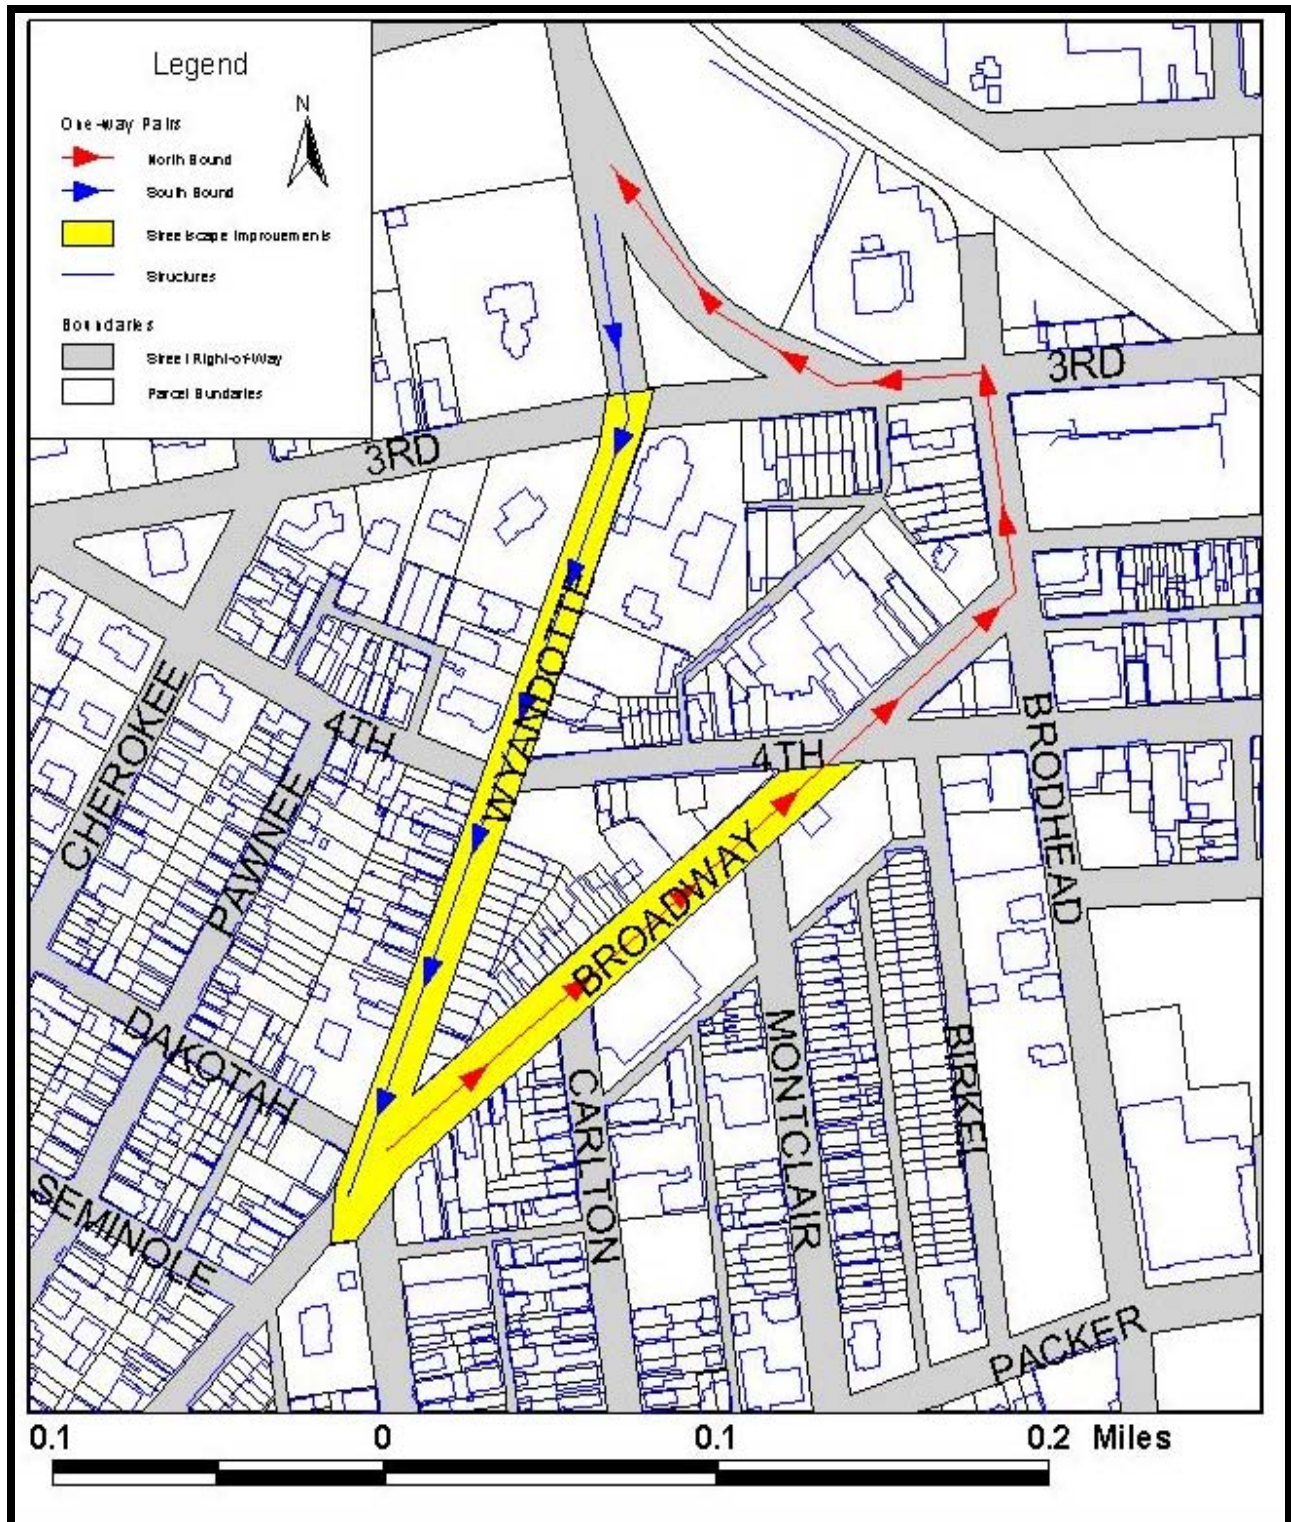 Legend
N
One-way Pairs
North Bound
South Bound
Streetscape Improvements
Structures
Boundaries
Street Right-of-Way
Parcel Bundaries
3RD
3RD
WYANDOTTE
CHEROKEE
4TH
4TH
PAWNEE
BROADWAY
BRODHEAD
DAKOTAH
MONTCLAIR
BIRKEL
CARLTON
SEMINOLE
PACKER
0.1 0 0.1 0.2 Miles